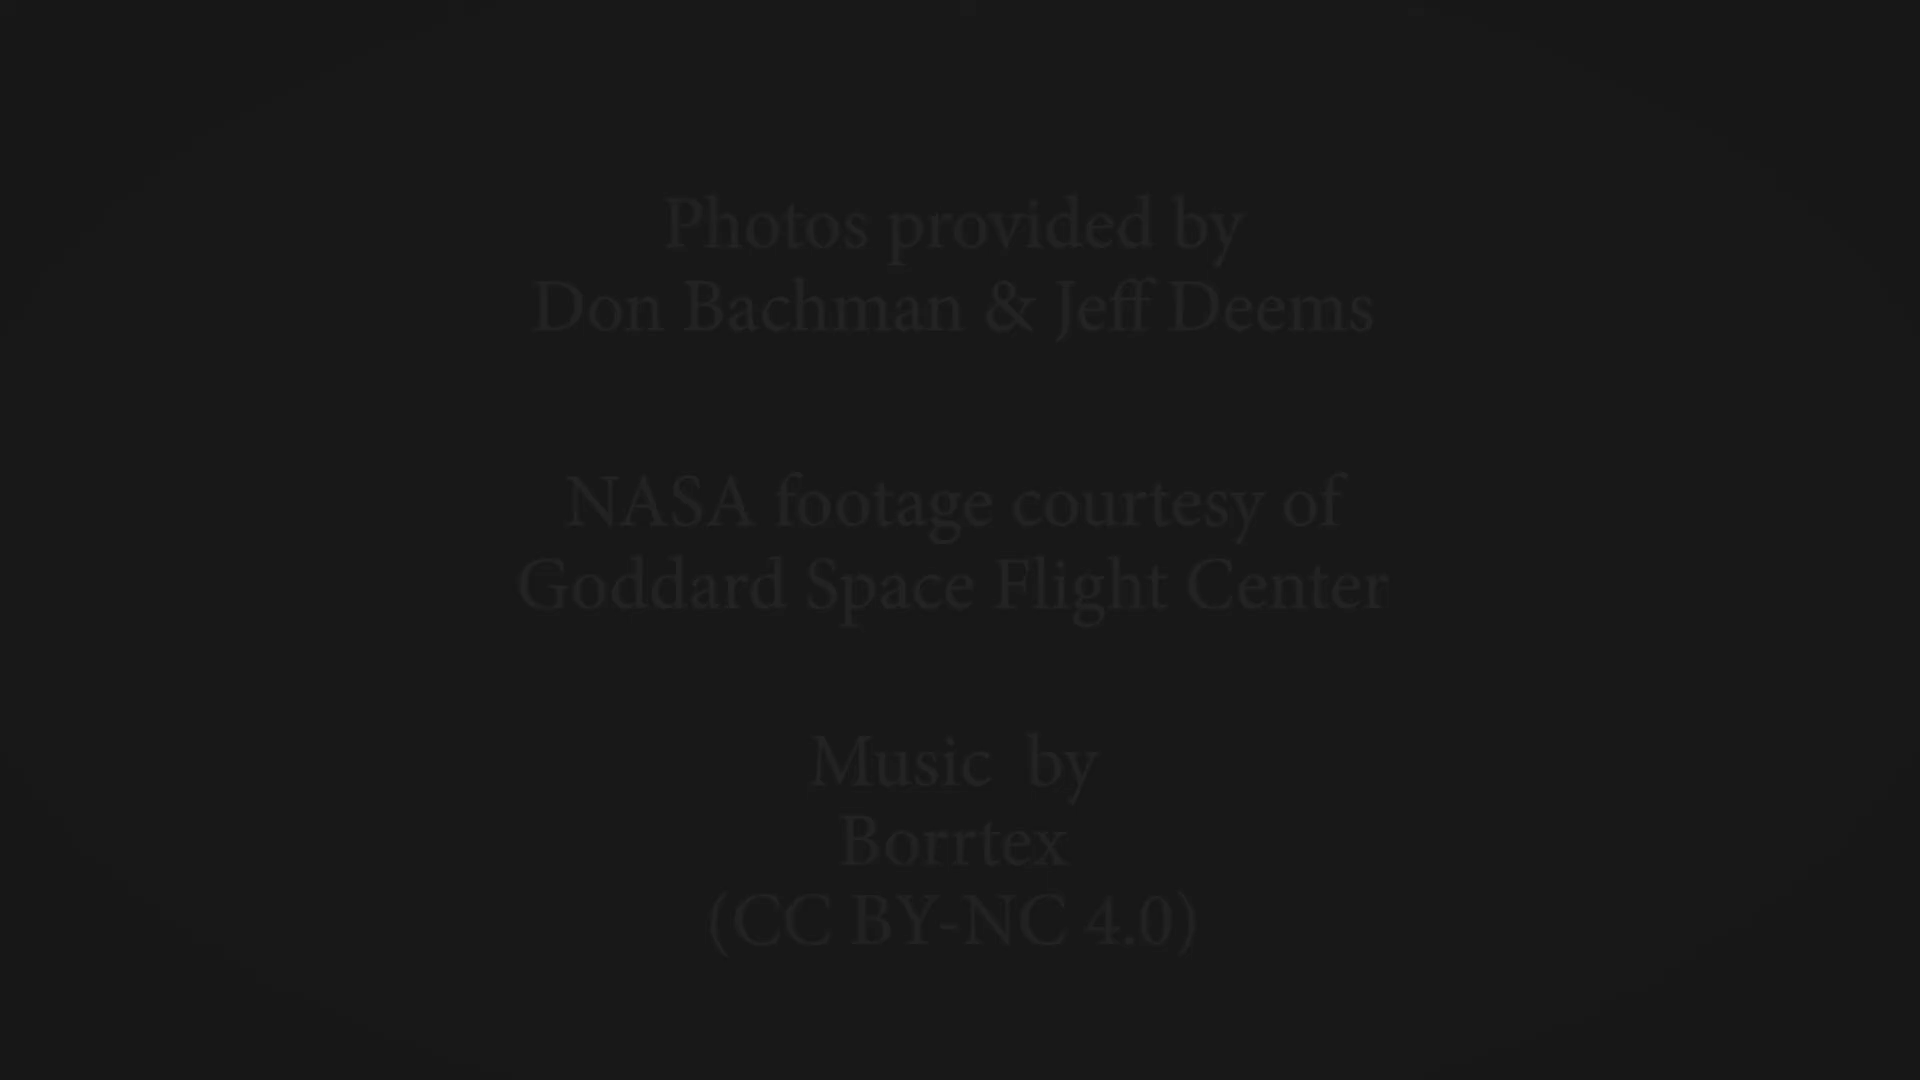 Photos provided by
Don Bachman & Jeff Deems
NASA footage courtesy of
Goddard Space Flight Center
Music by
Borrtex
(CC BY-NC 4.0)